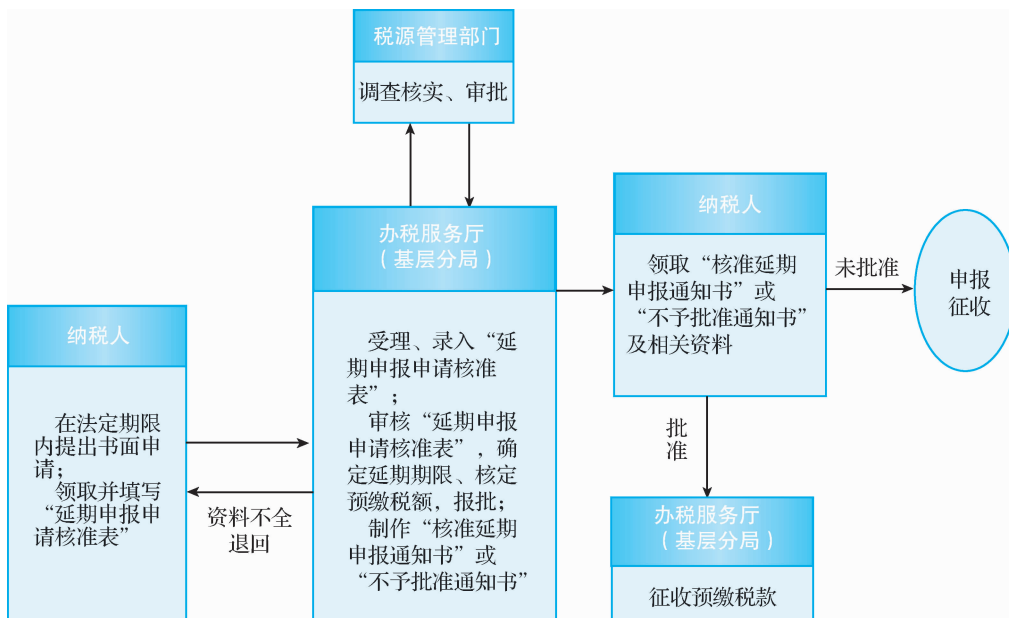 税源管理部门
调查核实、审批
纳税人
在法定期限
内提出书面申
请；
领取并填写
“延期申报申
请核准表”
资料不全
退回
办税服务厅
（基层分局）
受理、录入“延
期申报申请核准
表”；
审核“延期申报
申请核准表”，确
定延期期限、核定
预缴税额，报批；
制作“核准延期
申报通知书”或
“不予批准通知书”
纳税人
领取“核准延期
申报通知书”或
“不予批准通知书”
及相关资料
未批准
申报
征收
批
准
办税服务厅
（基层分局）
征收预缴税款